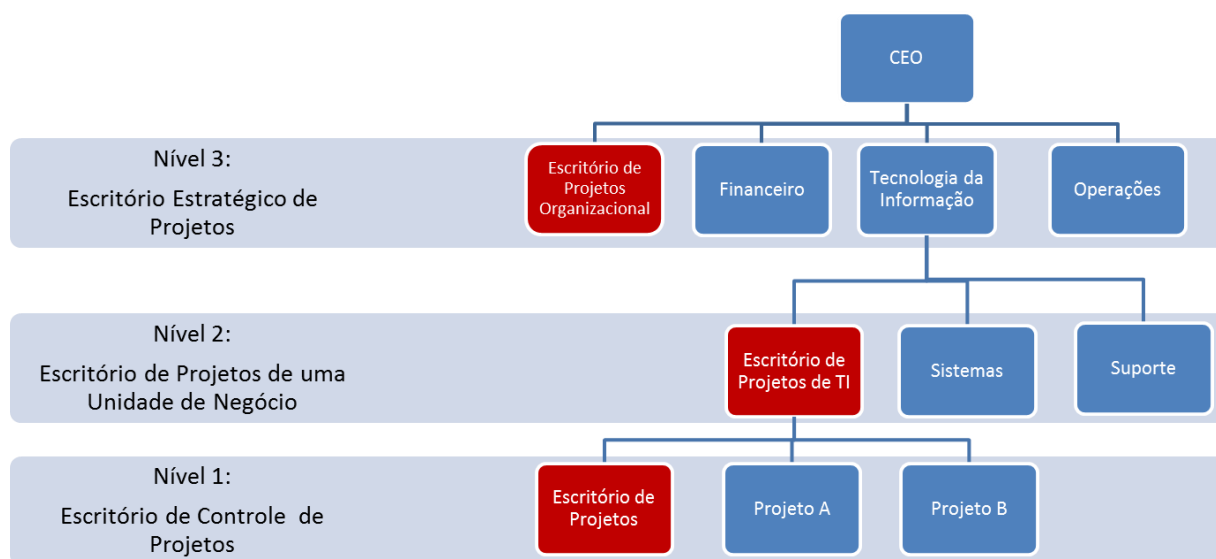 CEO
Nível 3:
Escritório Estratégico de
Projetos
Escritório de
Projetos
Organizacional
Financeiro
Tecnologia da
Informação
Operações
Nível 2:
Escritório de Projetos de uma
Unidade de Negócio
Escritório de
Projetos de TI
Sistemas
Suporte
Nível 1:
Escritório de Controle de
Projetos
Escritório de
Projetos
Projeto A
Projeto B